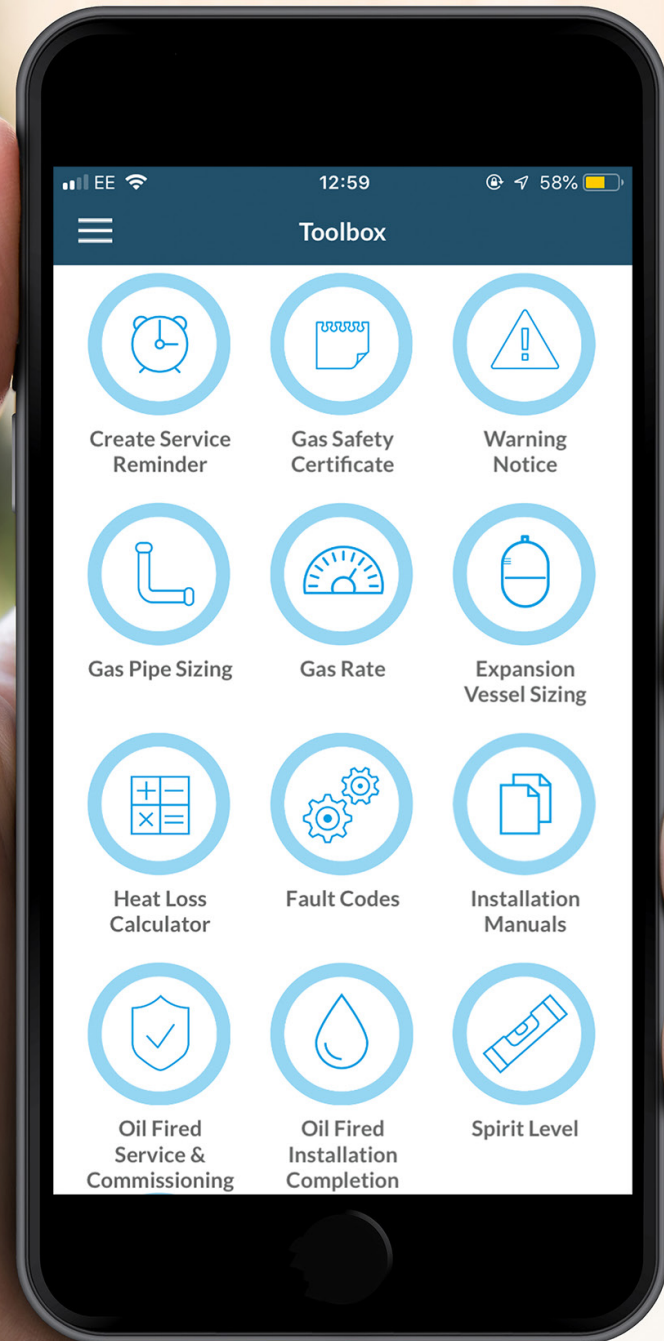 EE 12:59 58%
Toolbox
Create Service Gas Safety Warning
Reminder Certificate Notice
Gas Pipe Sizing Gas Rate Expansion
Vessel Sizing
Heat Loss Fault Codes Installation
Calculator Manuals
Oil Fired Oil Fired Spirit Level
Service & Installation
Commissioning Completion